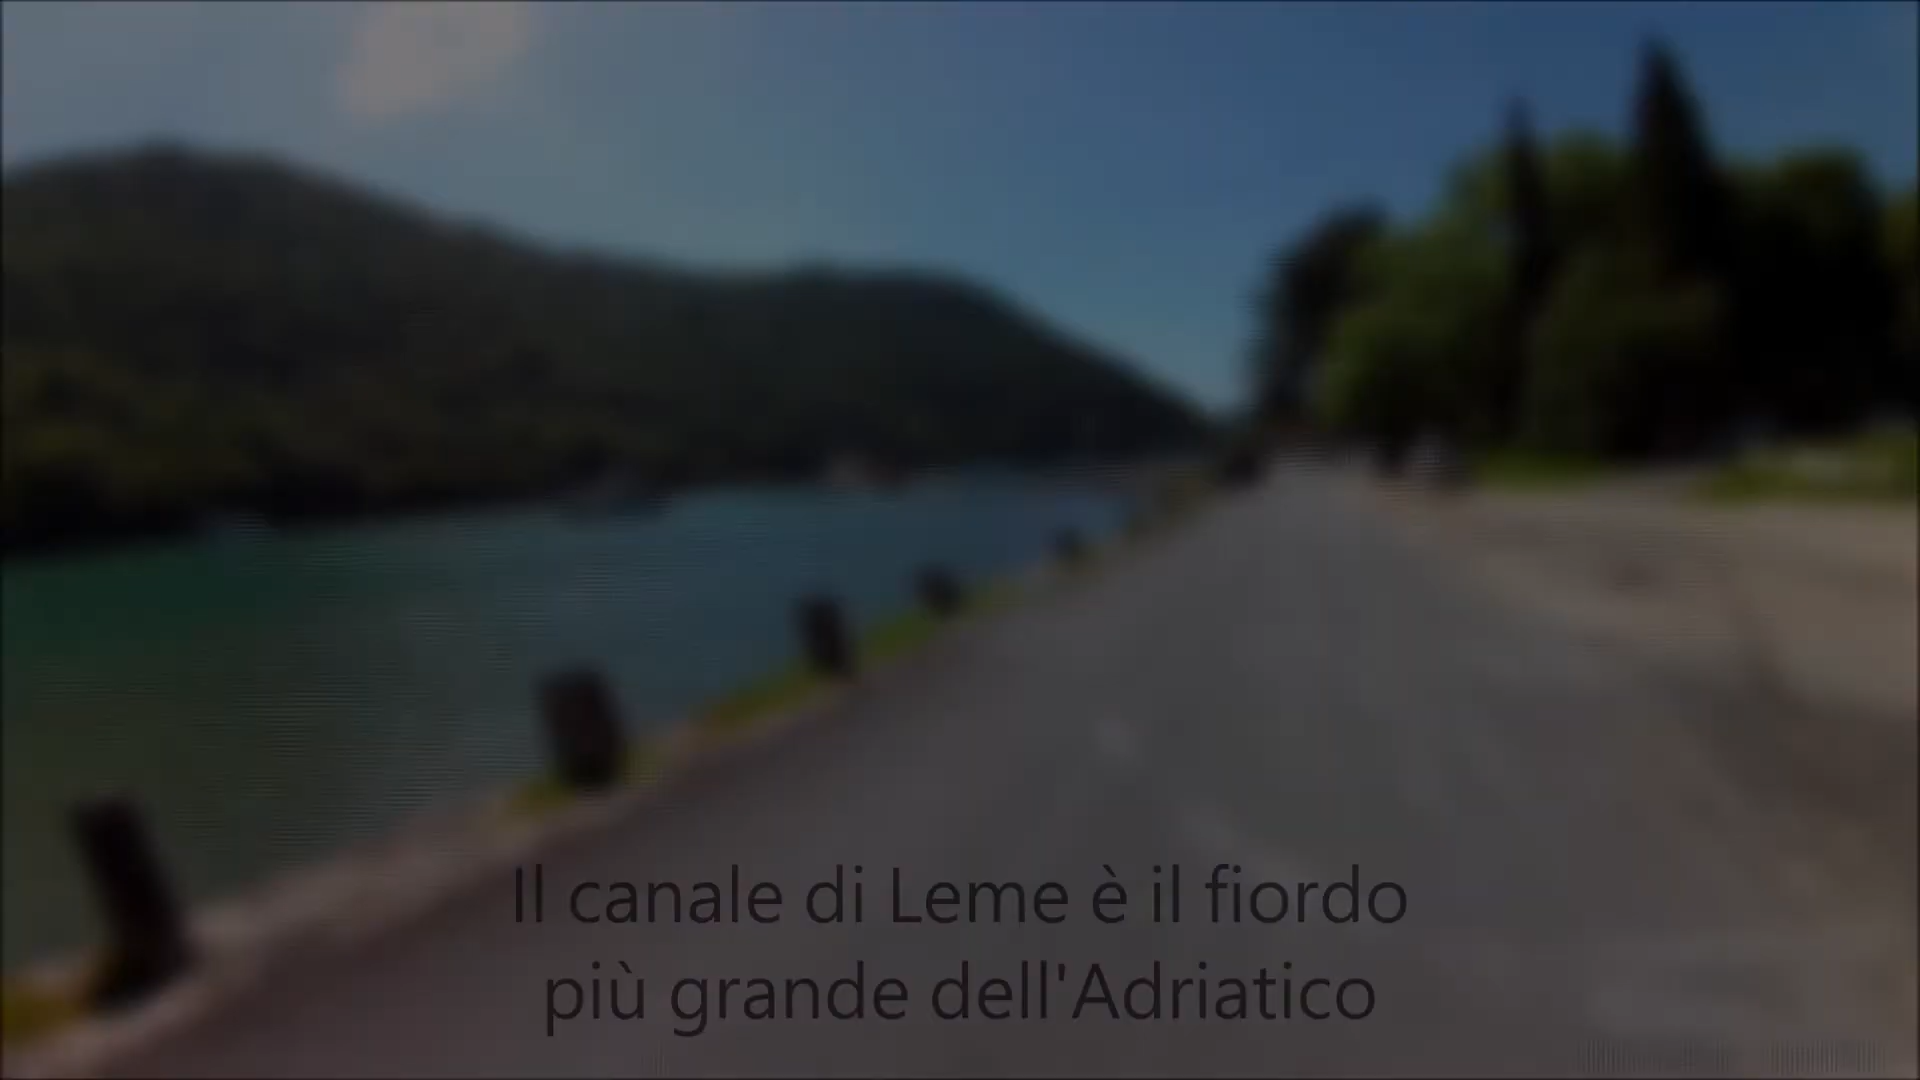 Il canale di Leme è il fiordo
più grande dell'Adriatico